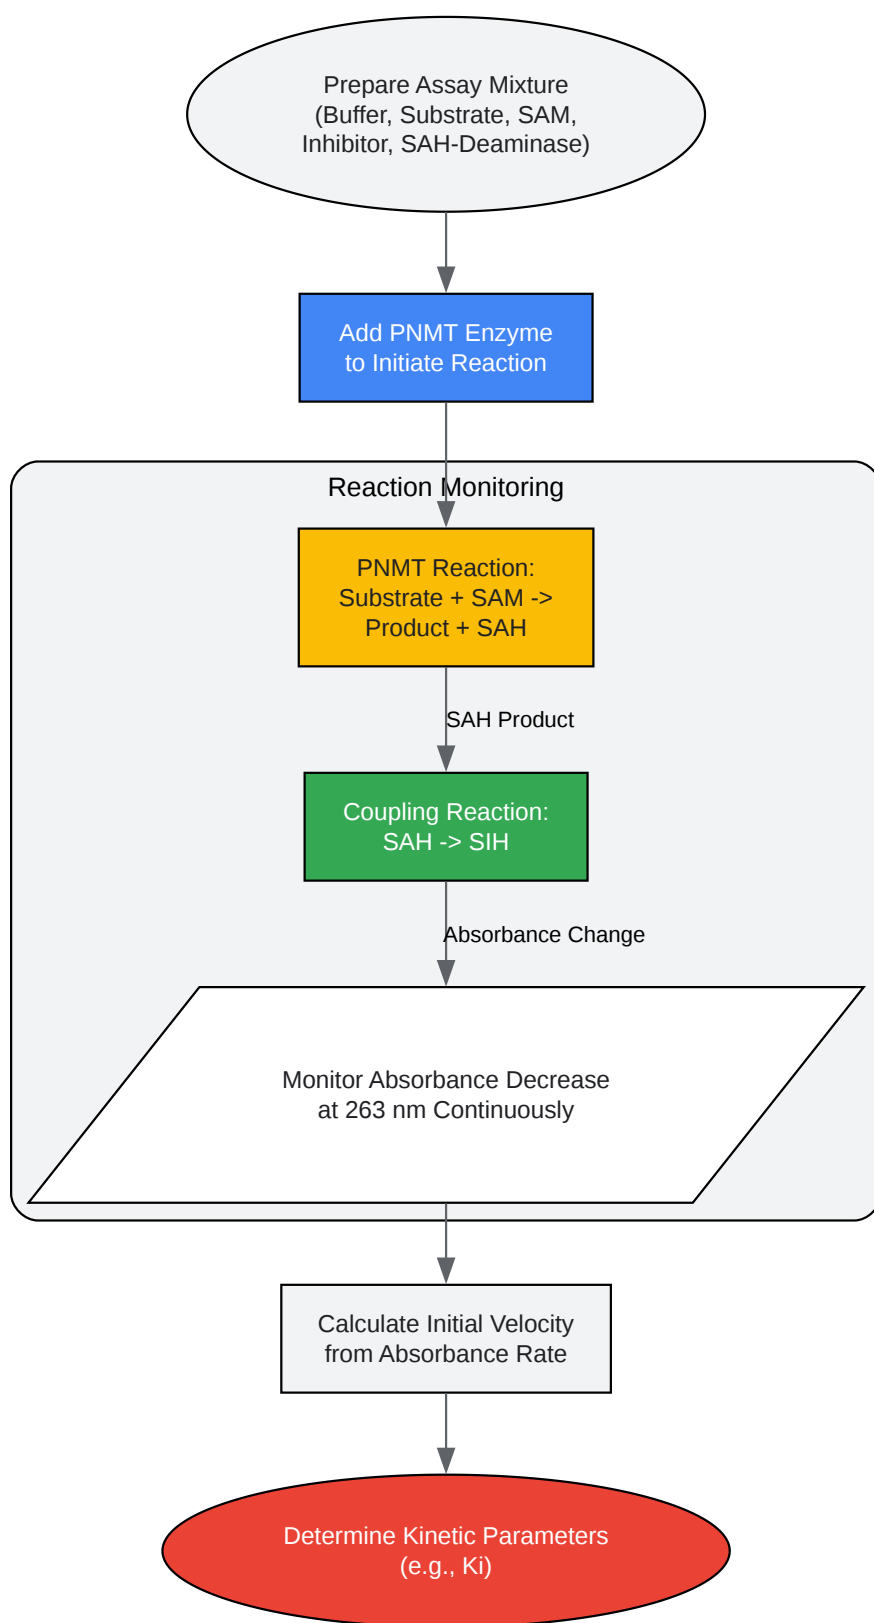 Prepare Assay Mixture
(Buffer, Substrate, SAM,
Inhibitor, SAH-Deaminase)
Add PNMT Enzyme
to Initiate Reaction
Reaction Monitoring
PNMT Reaction:
Substrate + SAM ->
Product + SAH
SAH Product
Coupling Reaction:
SAH -> SIH
Absorbance Change
Monitor Absorbance Decrease
at 263 nm Continuously
Calculate Initial Velocity
from Absorbance Rate
Determine Kinetic Parameters
(e.g., Ki)